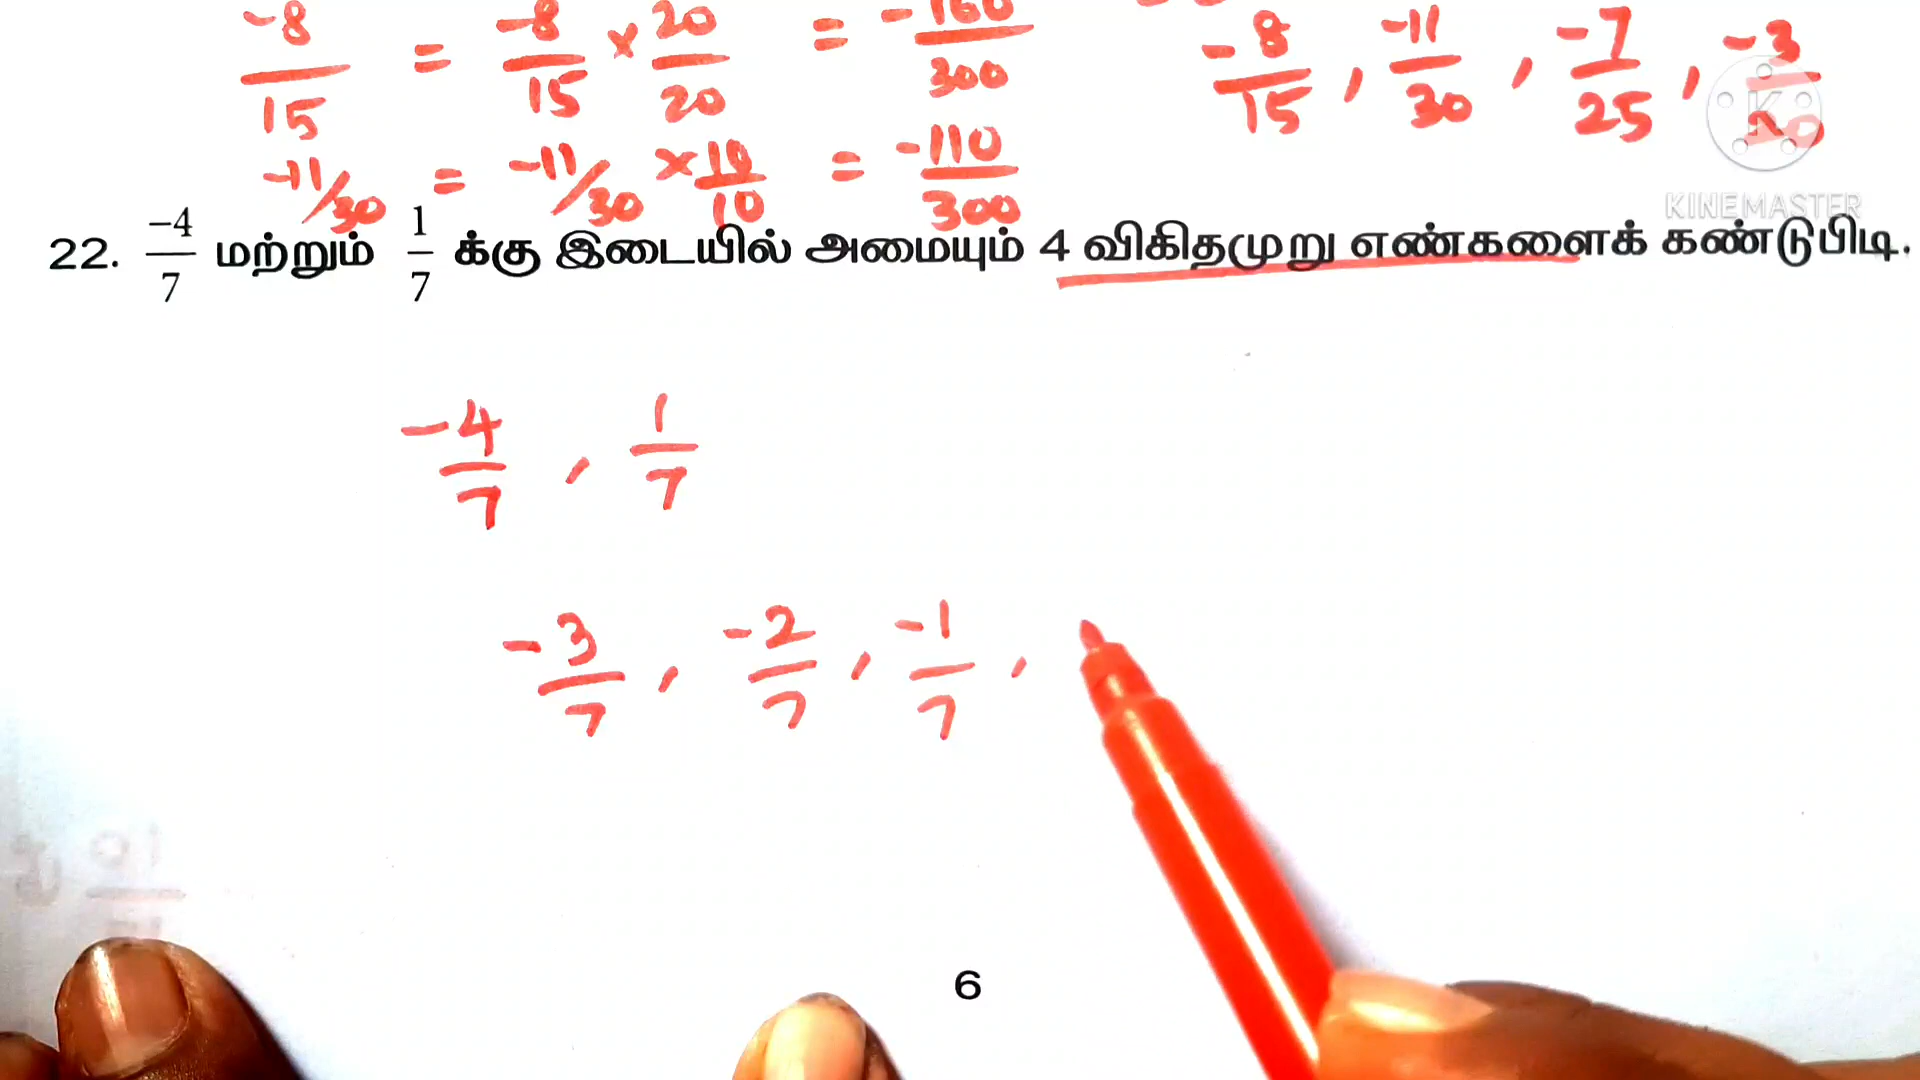 -8/15 = -8/15 × 20/20 = -160/300
-8/15 , -11/30 , -7/25 , -3/
-11/30 = -11/30 × 10/10 = -110/300
KINEMASTER
22. -4/7 மற்றும் 1/7 க்கு இடையில் அமையும் 4 விகிதமுறு எண்களைக் கண்டுபிடி.
-4/7 , 1/7
-3/7 , -2/7 , -1/7 ,
6